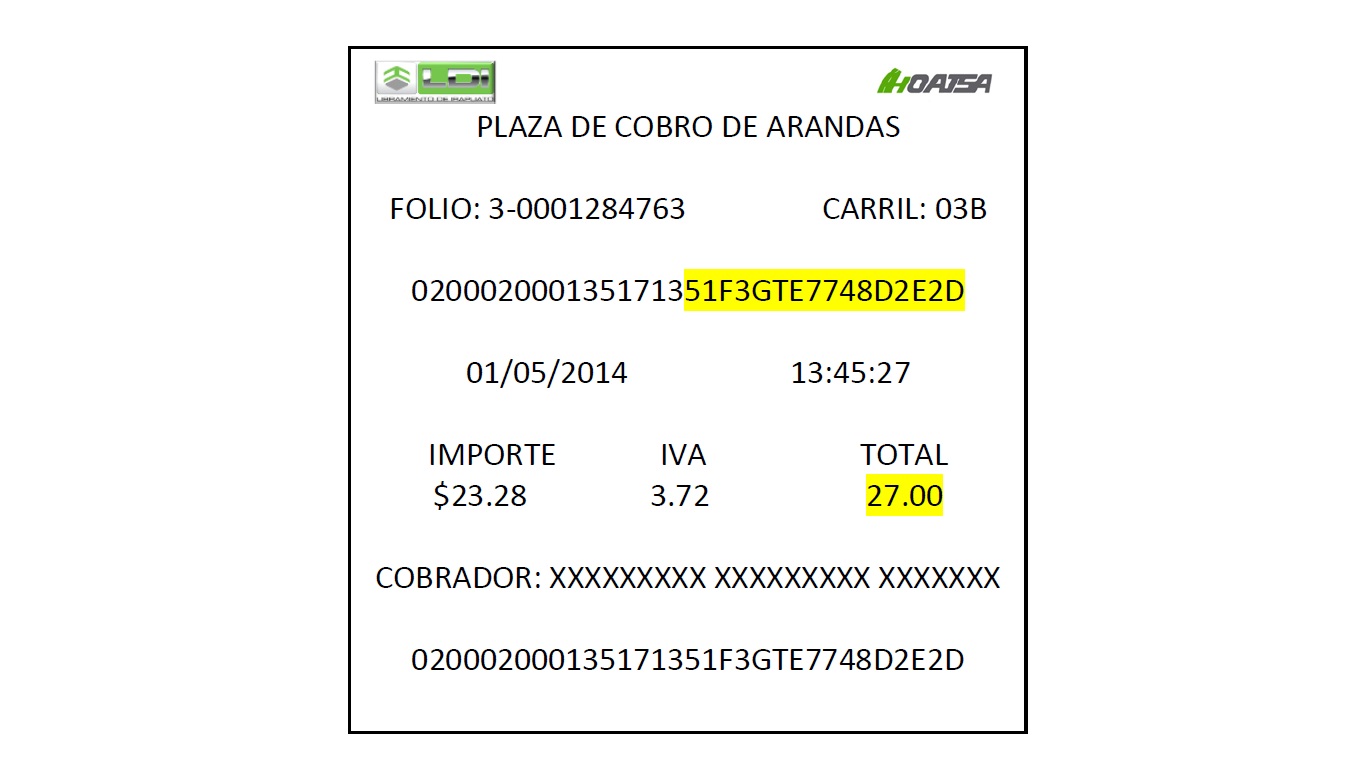 LDI HOATSA
LIBRAMIENTO DE IRAPUATO
PLAZA DE COBRO DE ARANDAS
FOLIO: 3-0001284763 CARRIL: 03B
020002000135171351F3GTE7748D2E2D
01/05/2014 13:45:27
IMPORTE IVA TOTAL
$23.28 3.72 27.00
COBRADOR: XXXXXXXXX XXXXXXXXX XXXXXXX
020002000135171351F3GTE7748D2E2D